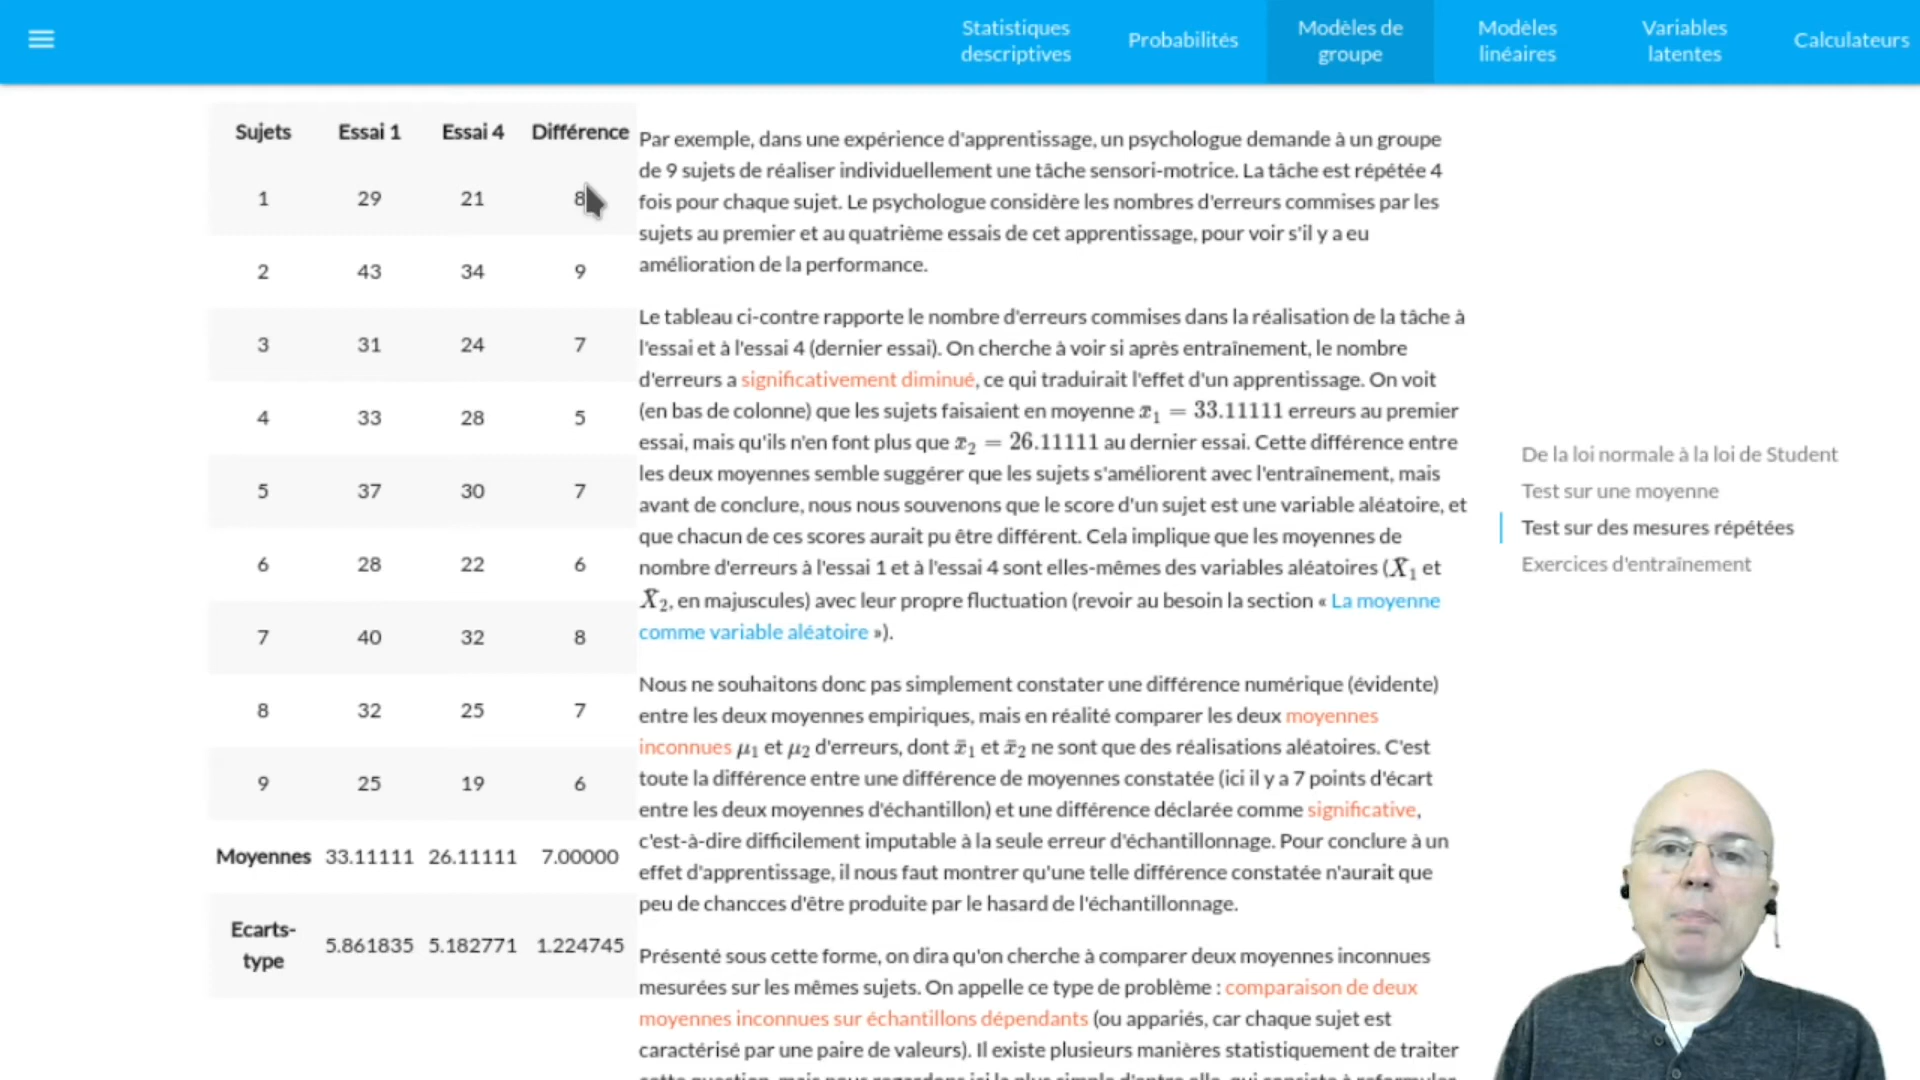 Statistiques descriptives
Probabilités
Modèles de groupe
Modèles linéaires
Variables latentes
Calculateurs
Sujets Essai 1 Essai 4 Différence
1 29 21 8
2 43 34 9
3 31 24 7
4 33 28 5
5 37 30 7
6 28 22 6
7 40 32 8
8 32 25 7
9 25 19 6
Moyennes 33.11111 26.11111 7.00000
Ecarts-type 5.861835 5.182771 1.224745
Par exemple, dans une expérience d'apprentissage, un psychologue demande à un groupe
de 9 sujets de réaliser individuellement une tâche sensori-motrice. La tâche est répétée 4
fois pour chaque sujet. Le psychologue considère les nombres d'erreurs commises par les
sujets au premier et au quatrième essais de cet apprentissage, pour voir s'il y a eu
amélioration de la performance.
Le tableau ci-contre rapporte le nombre d'erreurs commises dans la réalisation de la tâche à
l'essai et à l'essai 4 (dernier essai). On cherche à voir si après entraînement, le nombre
d'erreurs a significativement diminué, ce qui traduirait l'effet d'un apprentissage. On voit
(en bas de colonne) que les sujets faisaient en moyenne x̄₁ = 33.11111 erreurs au premier
essai, mais qu'ils n'en font plus que x̄₂ = 26.11111 au dernier essai. Cette différence entre
les deux moyennes semble suggérer que les sujets s'améliorent avec l'entraînement, mais
avant de conclure, nous nous souvenons que le score d'un sujet est une variable aléatoire, et
que chacun de ces scores aurait pu être différent. Cela implique que les moyennes de
nombre d'erreurs à l'essai 1 et à l'essai 4 sont elles-mêmes des variables aléatoires (X̄₁ et
X̄₂, en majuscules) avec leur propre fluctuation (revoir au besoin la section « La moyenne
comme variable aléatoire »).
Nous ne souhaitons donc pas simplement constater une différence numérique (évidente)
entre les deux moyennes empiriques, mais en réalité comparer les deux moyennes
inconnues μ₁ et μ₂ d'erreurs, dont x̄₁ et x̄₂ ne sont que des réalisations aléatoires. C'est
toute la différence entre une différence de moyennes constatée (ici il y a 7 points d'écart
entre les deux moyennes d'échantillon) et une différence déclarée comme significative,
c'est-à-dire difficilement imputable à la seule erreur d'échantillonnage. Pour conclure à un
effet d'apprentissage, il nous faut montrer qu'une telle différence constatée n'aurait que
peu de chancces d'être produite par le hasard de l'échantillonnage.
Présenté sous cette forme, on dira qu'on cherche à comparer deux moyennes inconnues
mesurées sur les mêmes sujets. On appelle ce type de problème : comparaison de deux
moyennes inconnues sur échantillons dépendants (ou appariés, car chaque sujet est
caractérisé par une paire de valeurs). Il existe plusieurs manières statistiquement de traiter
De la loi normale à la loi de Student
Test sur une moyenne
Test sur des mesures répétées
Exercices d'entraînement